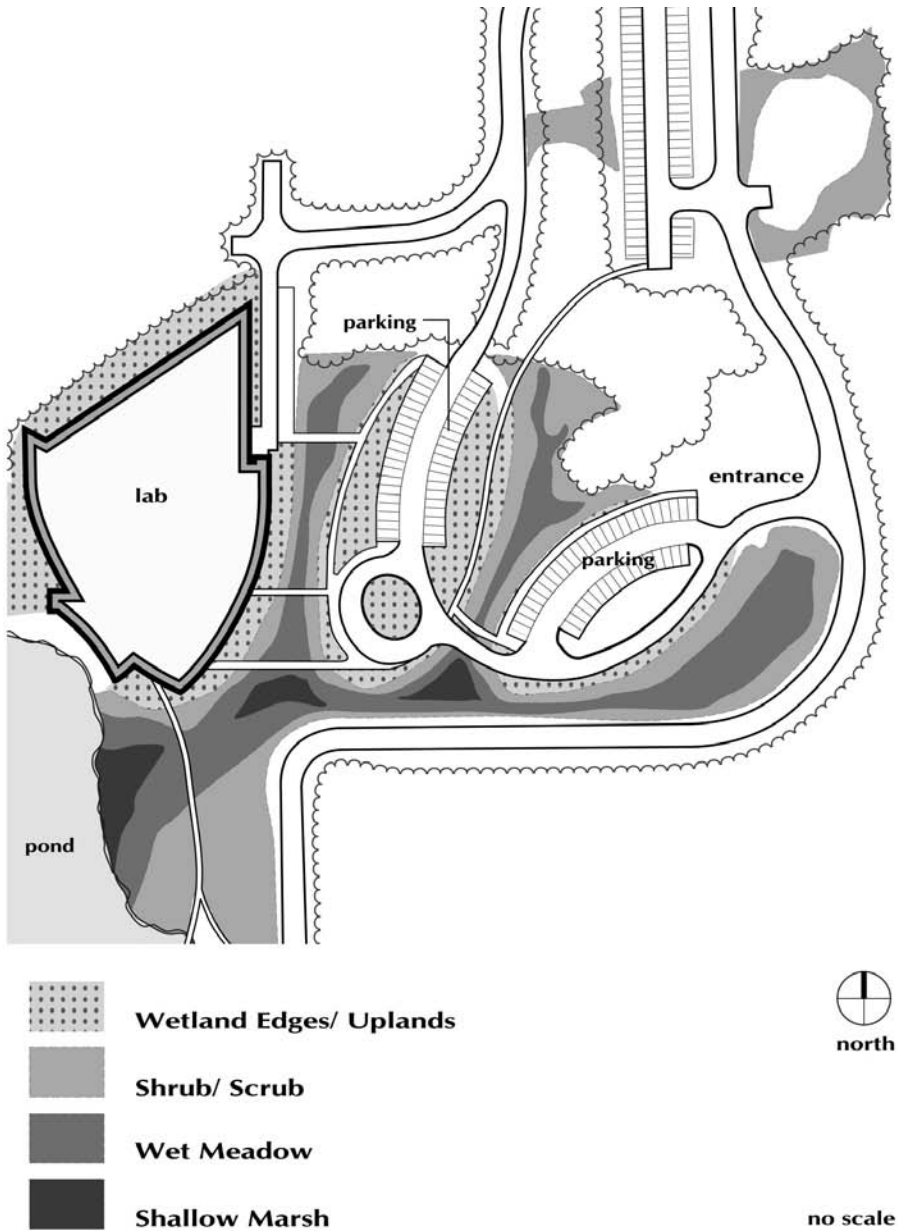 parking
lab
entrance
parking
pond
Wetland Edges/ Uplands
north
Shrub/ Scrub
Wet Meadow
Shallow Marsh
no scale